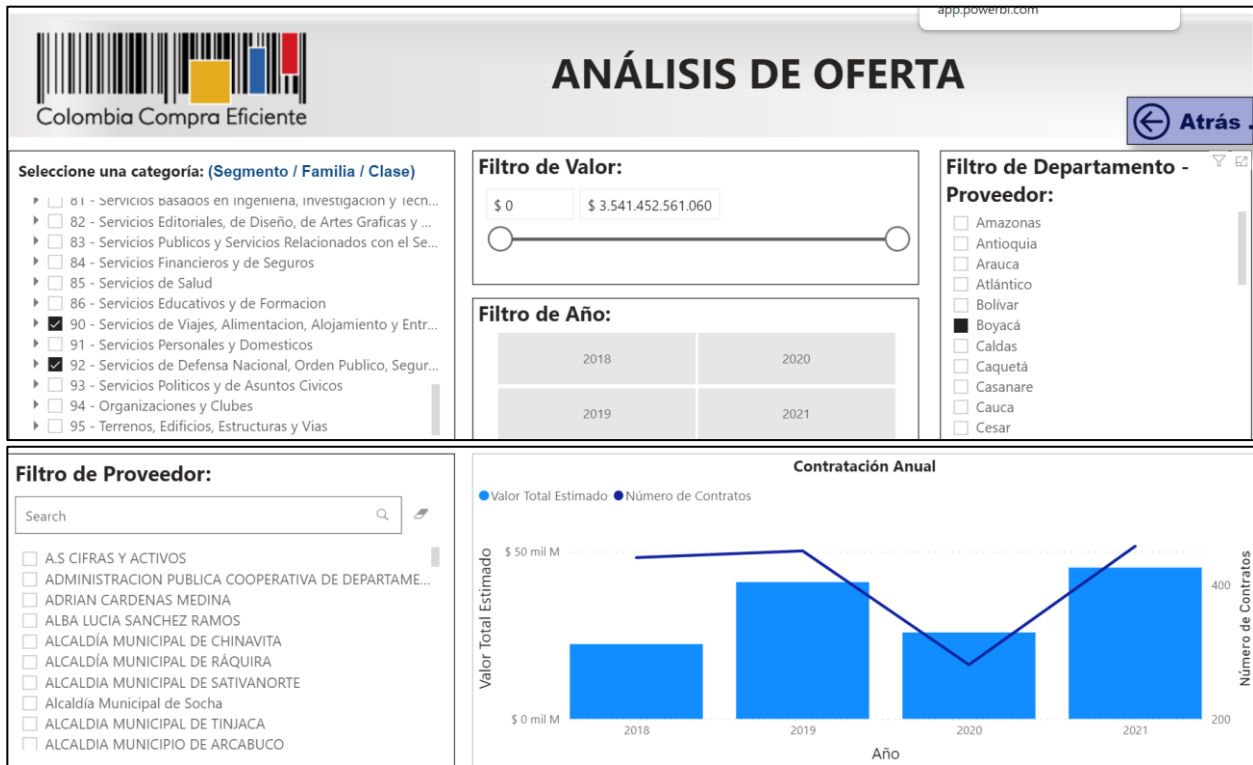 app.powerbi.com
Colombia Compra Eficiente
ANÁLISIS DE OFERTA
Atrás .
Seleccione una categoría: (Segmento / Familia / Clase)
81 - Servicios Basados en Ingeniería, Investigación y Tecn...
82 - Servicios Editoriales, de Diseño, de Artes Graficas y ...
83 - Servicios Publicos y Servicios Relacionados con el Se...
84 - Servicios Financieros y de Seguros
85 - Servicios de Salud
86 - Servicios Educativos y de Formacion
90 - Servicios de Viajes, Alimentacion, Alojamiento y Entr...
91 - Servicios Personales y Domesticos
92 - Servicios de Defensa Nacional, Orden Publico, Segur...
93 - Servicios Politicos y de Asuntos Civicos
94 - Organizaciones y Clubes
95 - Terrenos, Edificios, Estructuras y Vias
Filtro de Valor:
$ 0
$ 3.541.452.561.060
Filtro de Año:
2018
2020
2019
2021
Filtro de Departamento -
Proveedor:
Amazonas
Antioquia
Arauca
Atlántico
Bolívar
Boyacá
Caldas
Caquetá
Casanare
Cauca
Cesar
Filtro de Proveedor:
Search
A.S CIFRAS Y ACTIVOS
ADMINISTRACION PUBLICA COOPERATIVA DE DEPARTAME...
ADRIAN CARDENAS MEDINA
ALBA LUCIA SANCHEZ RAMOS
ALCALDÍA MUNICIPAL DE CHINAVITA
ALCALDÍA MUNICIPAL DE RÁQUIRA
ALCALDIA MUNICIPAL DE SATIVANORTE
Alcaldía Municipal de Socha
ALCALDIA MUNICIPAL DE TINJACA
ALCALDIA MUNICIPIO DE ARCABUCO
Contratación Anual
Valor Total Estimado
Número de Contratos
Valor Total Estimado
$ 50 mil M
$ 0 mil M
400
200
Número de Contratos
2018
2019
2020
2021
Año